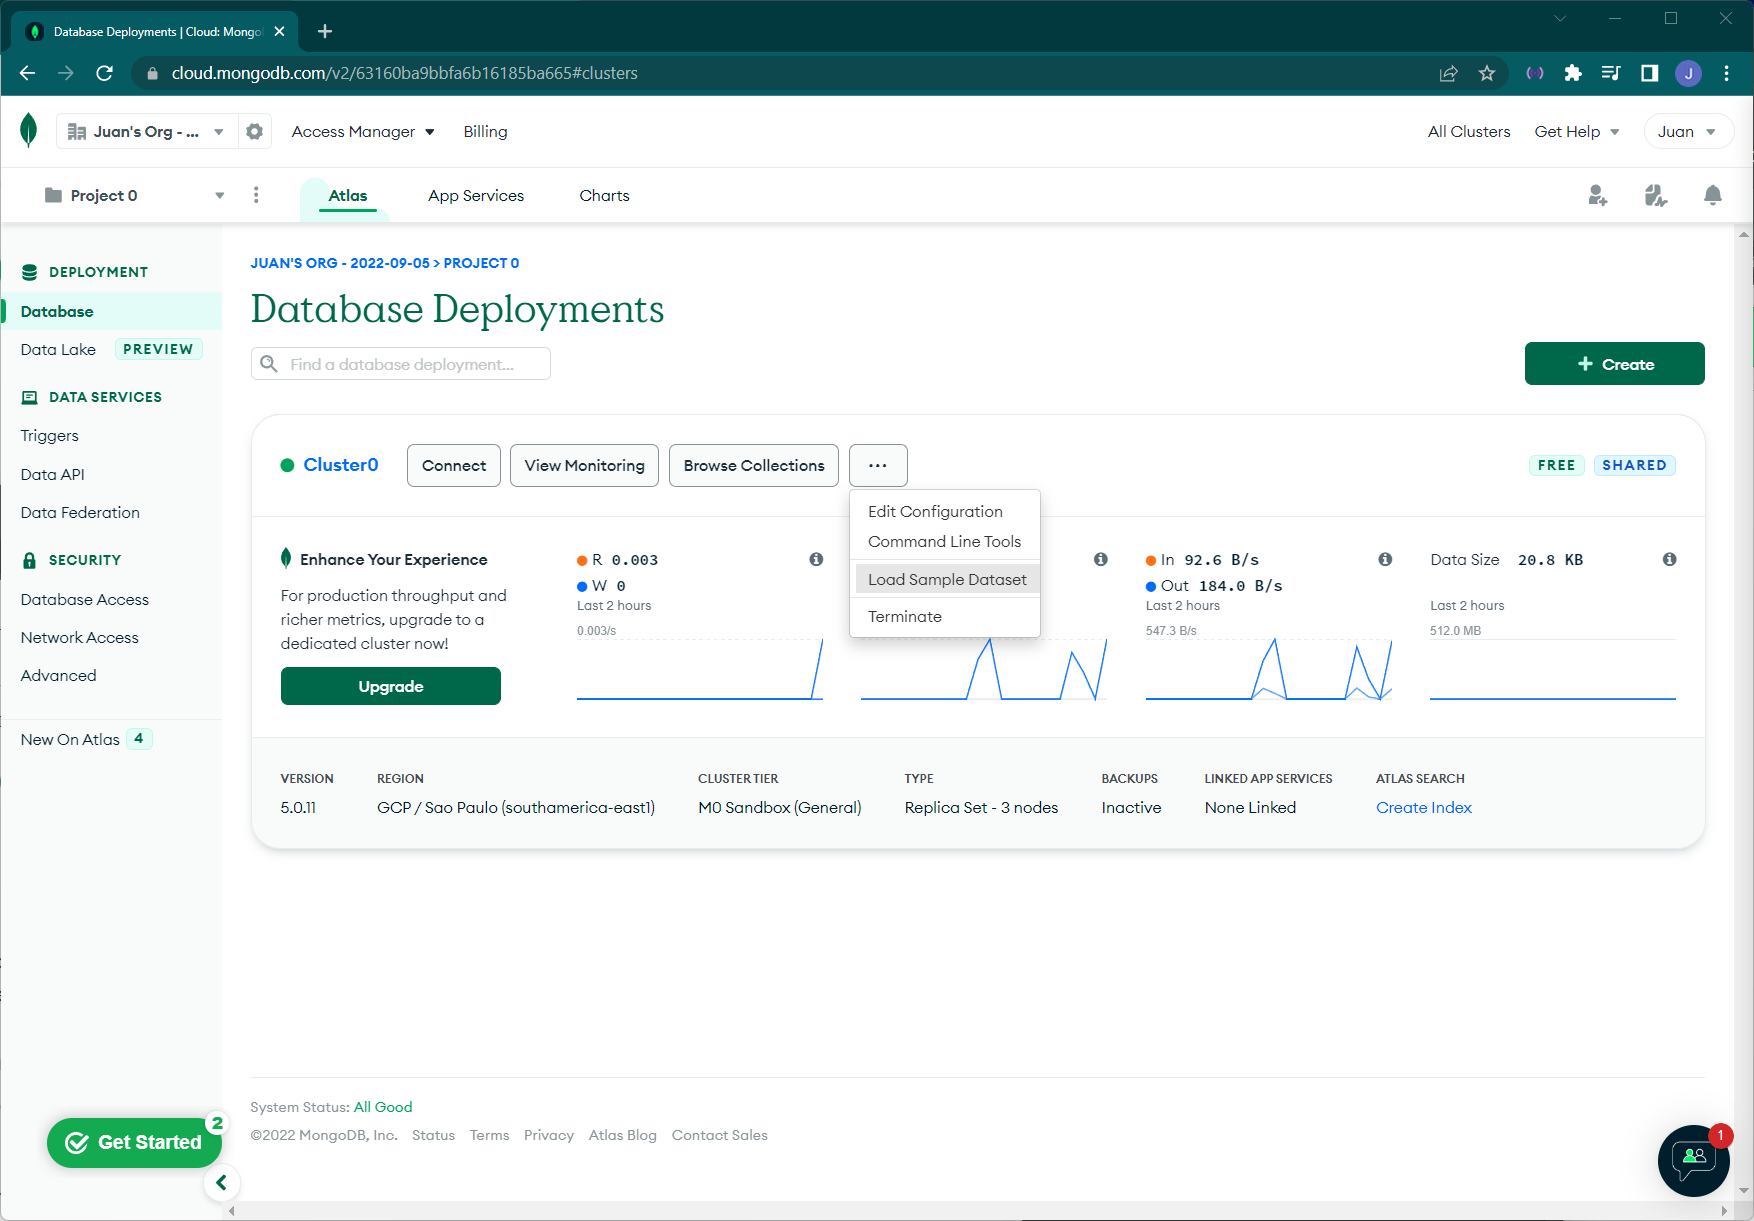 Database Deployments | Cloud: Mongo
cloud.mongodb.com/v2/63160ba9bbfa6b16185ba665#clusters
J
Juan's Org - ...
Access Manager
Billing
All Clusters
Get Help
Juan
Project 0
Atlas
App Services
Charts
DEPLOYMENT
Database
Data Lake PREVIEW
DATA SERVICES
Triggers
Data API
Data Federation
SECURITY
Database Access
Network Access
Advanced
New On Atlas 4
JUAN'S ORG - 2022-09-05 > PROJECT 0
Database Deployments
Find a database deployment...
+ Create
Cluster0
Connect
View Monitoring
Browse Collections
...
FREE
SHARED
Edit Configuration
Command Line Tools
Load Sample Dataset
Terminate
Enhance Your Experience
For production throughput and
richer metrics, upgrade to a
dedicated cluster now!
Upgrade
R 0.003
W 0
Last 2 hours
0.003/s
In 92.6 B/s
Out 184.0 B/s
Last 2 hours
547.3 B/s
Data Size 20.8 KB
Last 2 hours
512.0 MB
VERSION
5.0.11
REGION
GCP / Sao Paulo (southamerica-east1)
CLUSTER TIER
M0 Sandbox (General)
TYPE
Replica Set - 3 nodes
BACKUPS
Inactive
LINKED APP SERVICES
None Linked
ATLAS SEARCH
Create Index
System Status: All Good
©2022 MongoDB, Inc. Status Terms Privacy Atlas Blog Contact Sales
Get Started
2
1